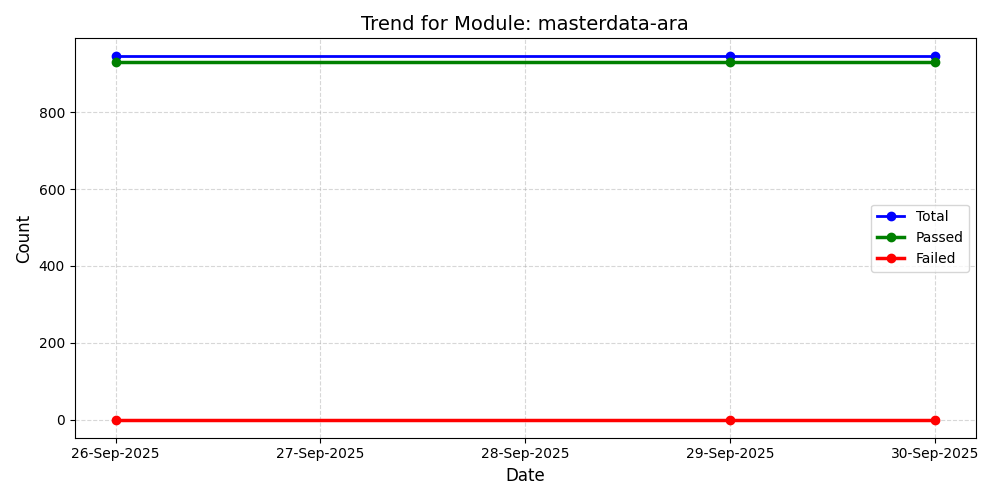 Trend for Module: masterdata-ara
Count
800
600
400
200
0
Total
Passed
Failed
26-Sep-2025
27-Sep-2025
28-Sep-2025
29-Sep-2025
30-Sep-2025
Date